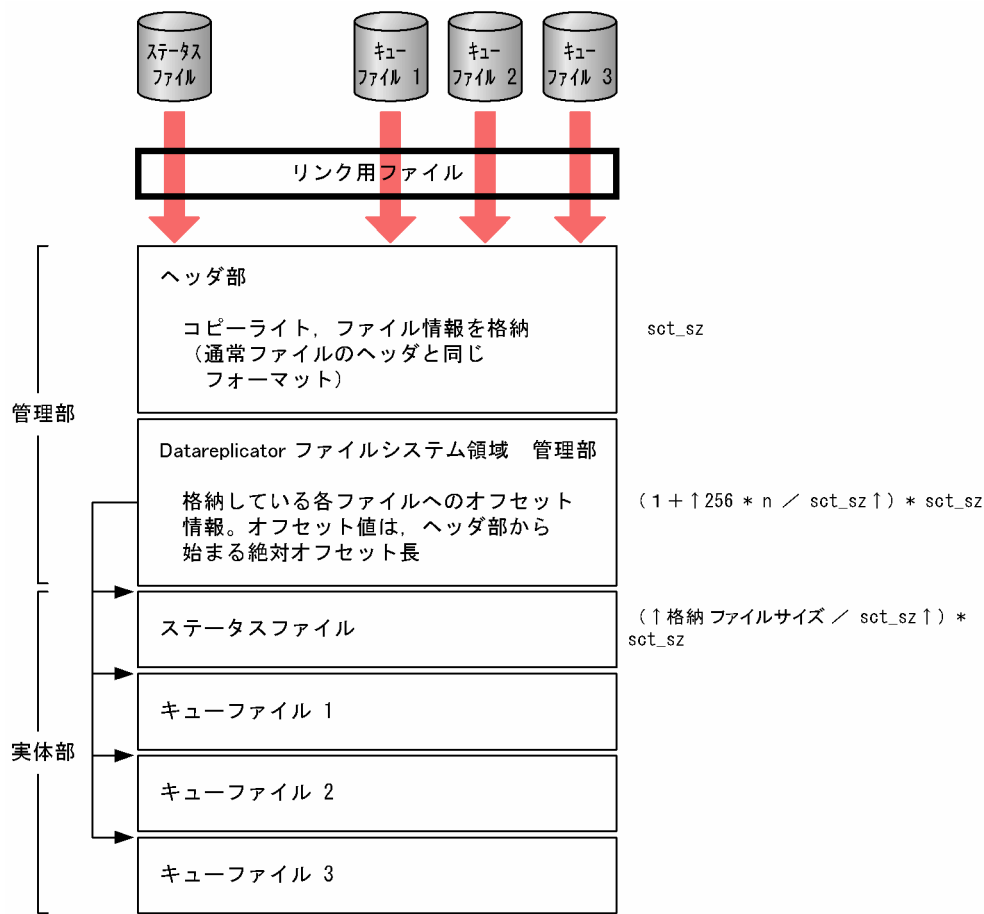 ステータス
ファイル
キュー
ファイル 1
キュー
ファイル 2
キュー
ファイル 3
リンク用ファイル
ヘッダ部
コピーライト，ファイル情報を格納
（通常ファイルのヘッダと同じ
フォーマット）
sct_sz
管理部
Datareplicator ファイルシステム領域　管理部
格納している各ファイルへのオフセット
情報。オフセット値は，ヘッダ部から
始まる絶対オフセット長
（１＋↑256 * n ／ sct_sz↑）* sct_sz
ステータスファイル
（↑格納 ファイルサイズ ／ sct_sz↑）*
sct_sz
キューファイル 1
実体部
キューファイル 2
キューファイル 3